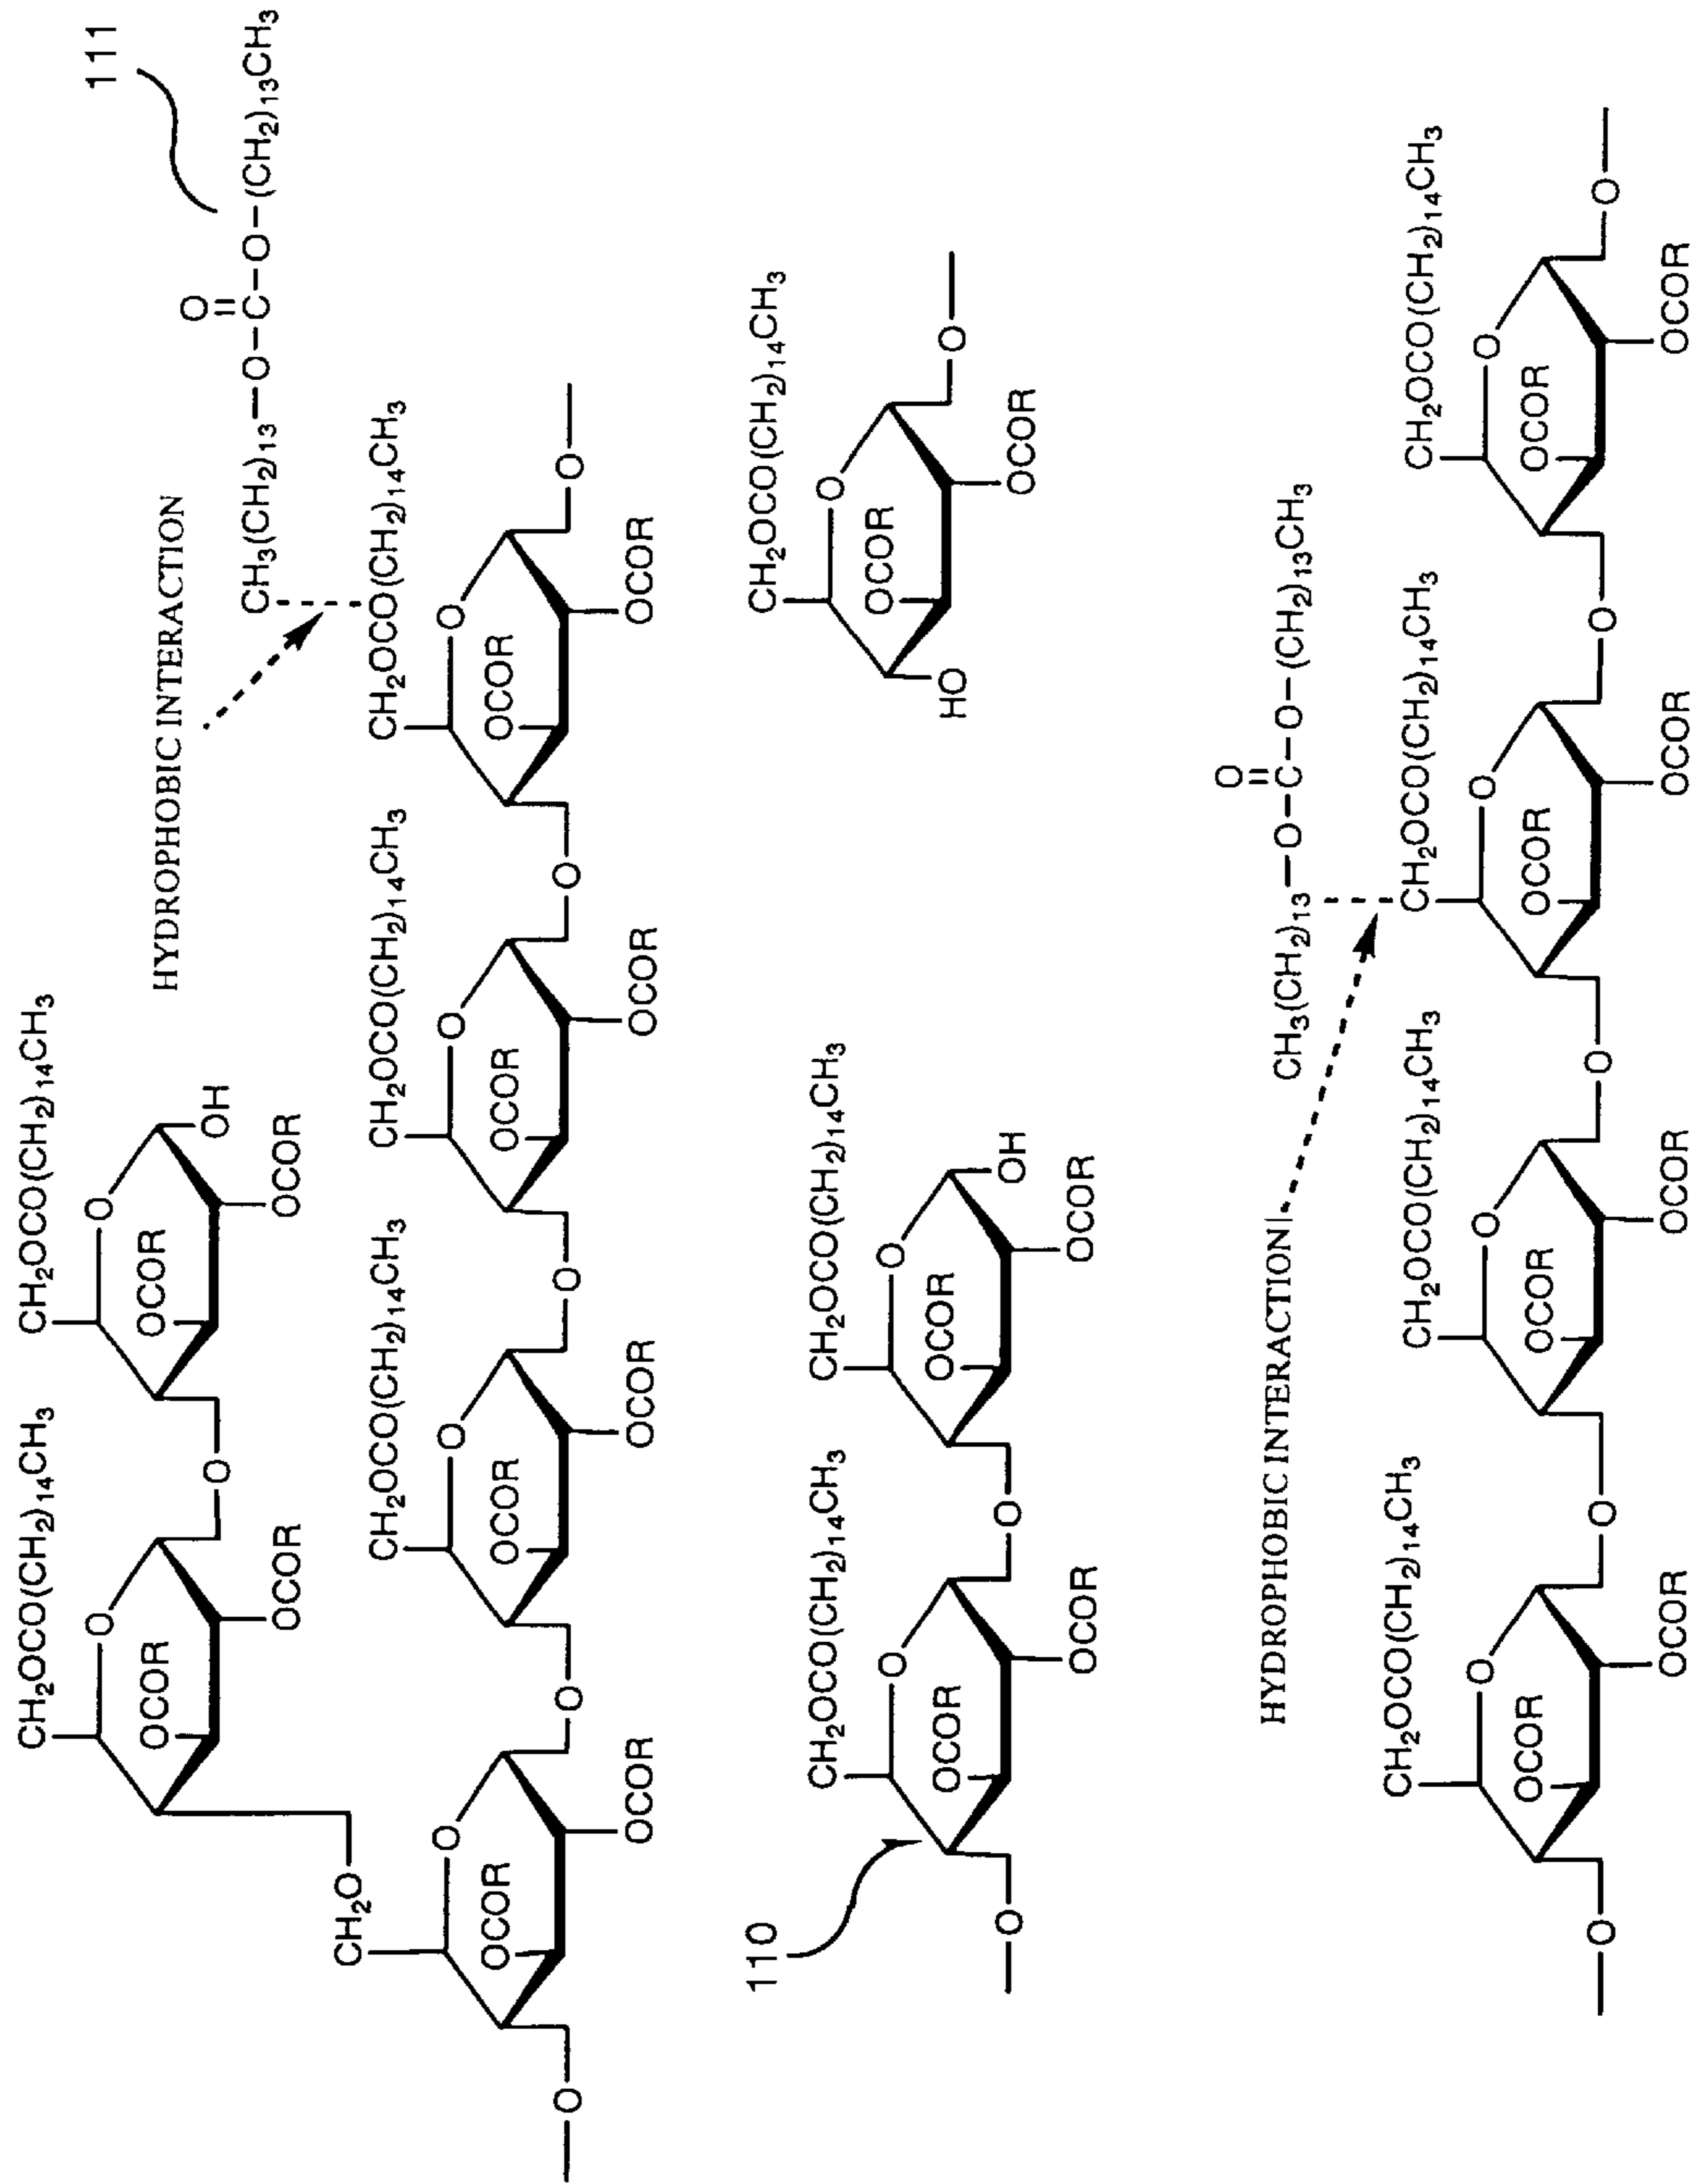 CH₂OCO(CH₂)₁₄CH₃ CH₂OCO(CH₂)₁₄CH₃
O O
111
OCOR OCOR
HYDROPHOBIC INTERACTION
O
O OH
CH₃(CH₂)₁₃—O—C—O—(CH₂)₁₃CH₃
OCOR OCOR
CH₂O
CH₂OCO(CH₂)₁₄CH₃ CH₂OCO(CH₂)₁₄CH₃ CH₂OCO(CH₂)₁₄CH₃
O O O O
OCOR OCOR OCOR OCOR
O O O O O
OCOR OCOR OCOR OCOR
110
CH₂OCO(CH₂)₁₄CH₃
CH₂OCO(CH₂)₁₄CH₃ CH₂OCO(CH₂)₁₄CH₃
O
O O
OCOR
OCOR OCOR
HO O
O O OH
OCOR
OCOR OCOR
O
HYDROPHOBIC INTERACTION
CH₃(CH₂)₁₃—O—C—O—(CH₂)₁₃CH₃
CH₂OCO(CH₂)₁₄CH₃ CH₂OCO(CH₂)₁₄CH₃ CH₂OCO(CH₂)₁₄CH₃ CH₂OCO(CH₂)₁₄CH₃
O O O O
OCOR OCOR OCOR OCOR
O O O O O
OCOR OCOR OCOR OCOR